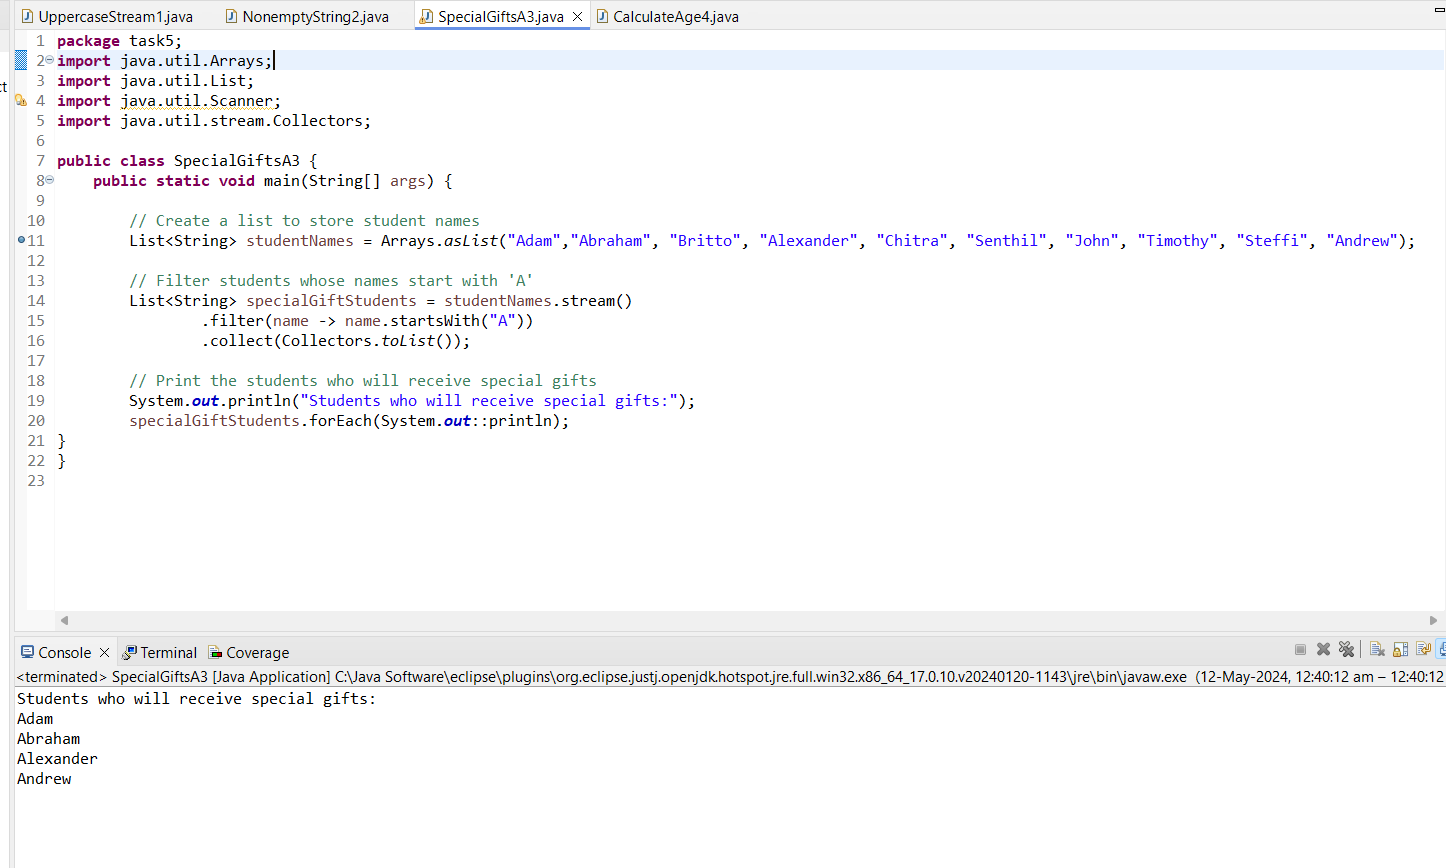 UppercaseStream1.java NonemptyString2.java SpecialGiftsA3.java CalculateAge4.java
1 package task5;
2 import java.util.Arrays;
ct 3 import java.util.List;
4 import java.util.Scanner;
5 import java.util.stream.Collectors;
6
7 public class SpecialGiftsA3 {
8 public static void main(String[] args) {
9
10 // Create a list to store student names
11 List<String> studentNames = Arrays.asList("Adam","Abraham", "Britto", "Alexander", "Chitra", "Senthil", "John", "Timothy", "Steffi", "Andrew");
12
13 // Filter students whose names start with 'A'
14 List<String> specialGiftStudents = studentNames.stream()
15 .filter(name -> name.startsWith("A"))
16 .collect(Collectors.toList());
17
18 // Print the students who will receive special gifts
19 System.out.println("Students who will receive special gifts:");
20 specialGiftStudents.forEach(System.out::println);
21 }
22 }
23
Console Terminal Coverage
<terminated> SpecialGiftsA3 [Java Application] C:\Java Software\eclipse\plugins\org.eclipse.justj.openjdk.hotspot.jre.full.win32.x86_64_17.0.10.v20240120-1143\jre\bin\javaw.exe (12-May-2024, 12:40:12 am – 12:40:12
Students who will receive special gifts:
Adam
Abraham
Alexander
Andrew